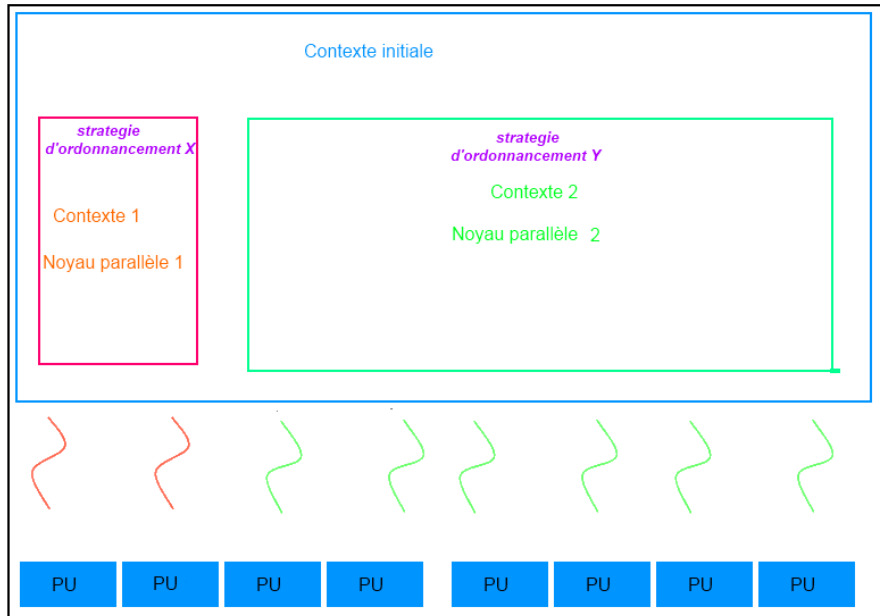 Contexte initiale
strategie
d'ordonnancement X
Contexte 1
Noyau parallèle 1
strategie
d'ordonnancement Y
Contexte 2
Noyau parallèle 2
PU PU PU PU PU PU PU PU